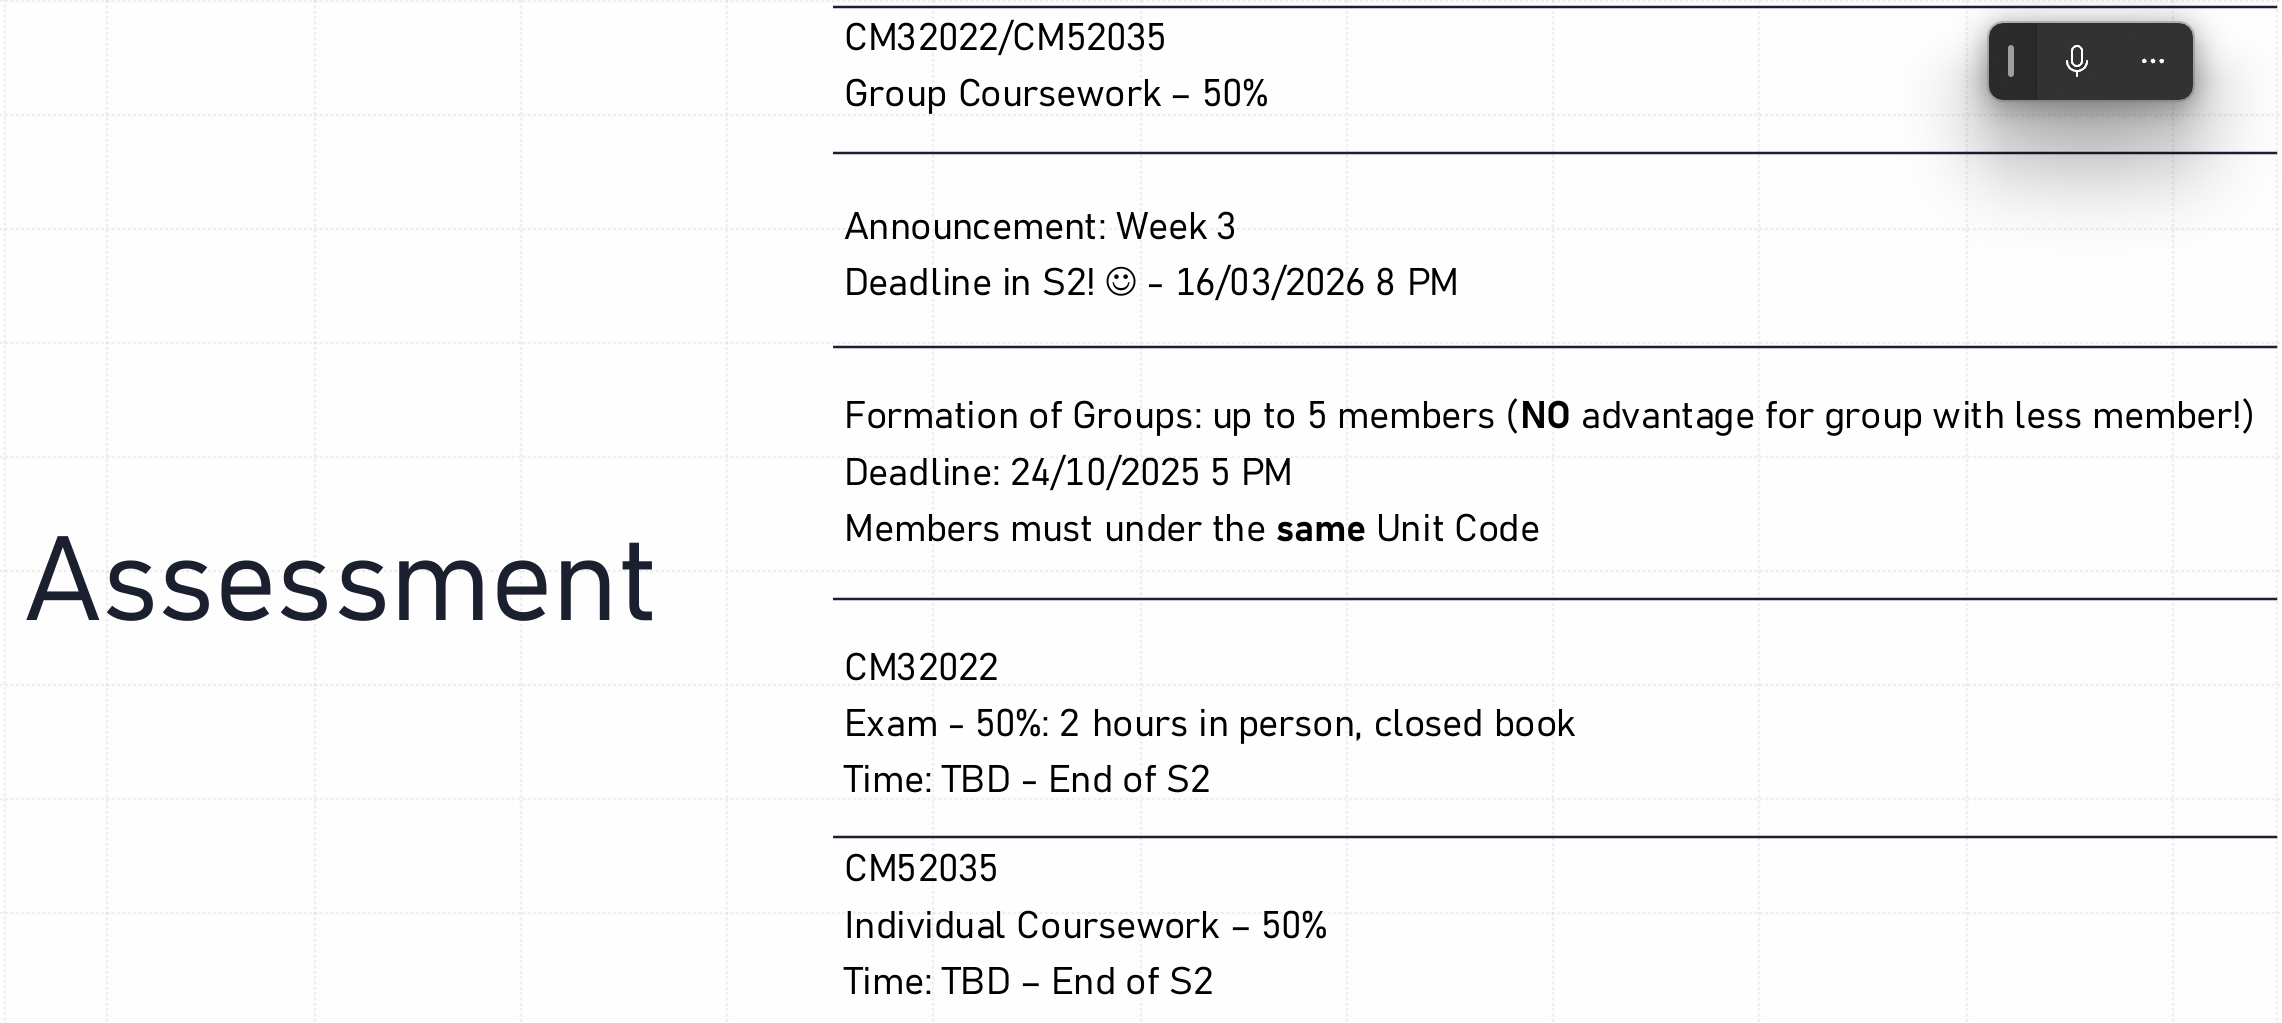 Assessment
CM32022/CM52035
Group Coursework – 50%
Announcement: Week 3
Deadline in S2! ☺ – 16/03/2026 8 PM
Formation of Groups: up to 5 members (NO advantage for group with less member!)
Deadline: 24/10/2025 5 PM
Members must under the same Unit Code
CM32022
Exam - 50%: 2 hours in person, closed book
Time: TBD – End of S2
CM52035
Individual Coursework – 50%
Time: TBD – End of S2